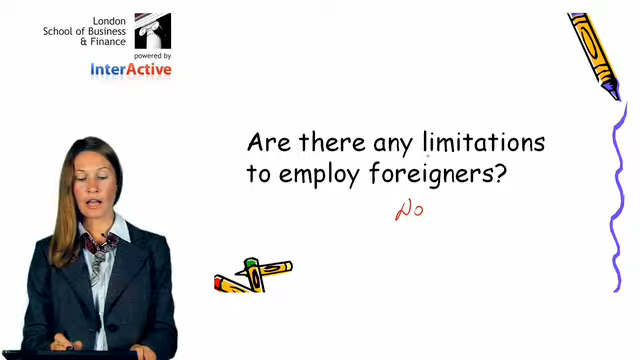 London
School of Business
& Finance
powered by
InterActive
Are there any limitations
to employ foreigners?
No